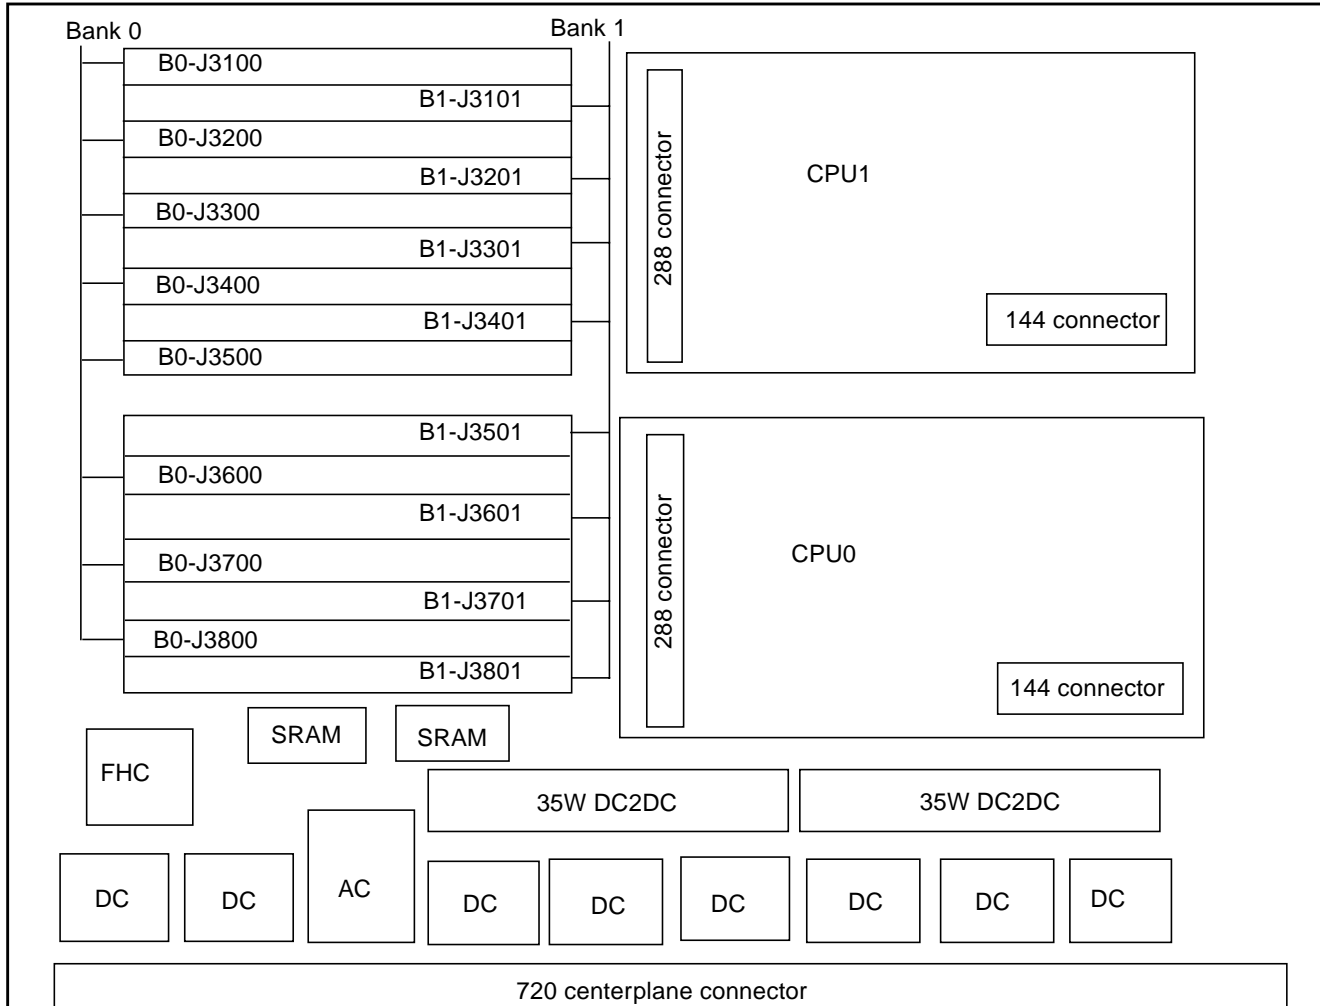 Bank 0
Bank 1
B0-J3100
B1-J3101
B0-J3200
B1-J3201
B0-J3300
B1-J3301
B0-J3400
B1-J3401
B0-J3500
288 connector
CPU1
144 connector
B1-J3501
B0-J3600
B1-J3601
B0-J3700
B1-J3701
B0-J3800
B1-J3801
288 connector
CPU0
144 connector
SRAM
SRAM
FHC
35W DC2DC
35W DC2DC
DC
DC
AC
DC
DC
DC
DC
DC
DC
720 centerplane connector